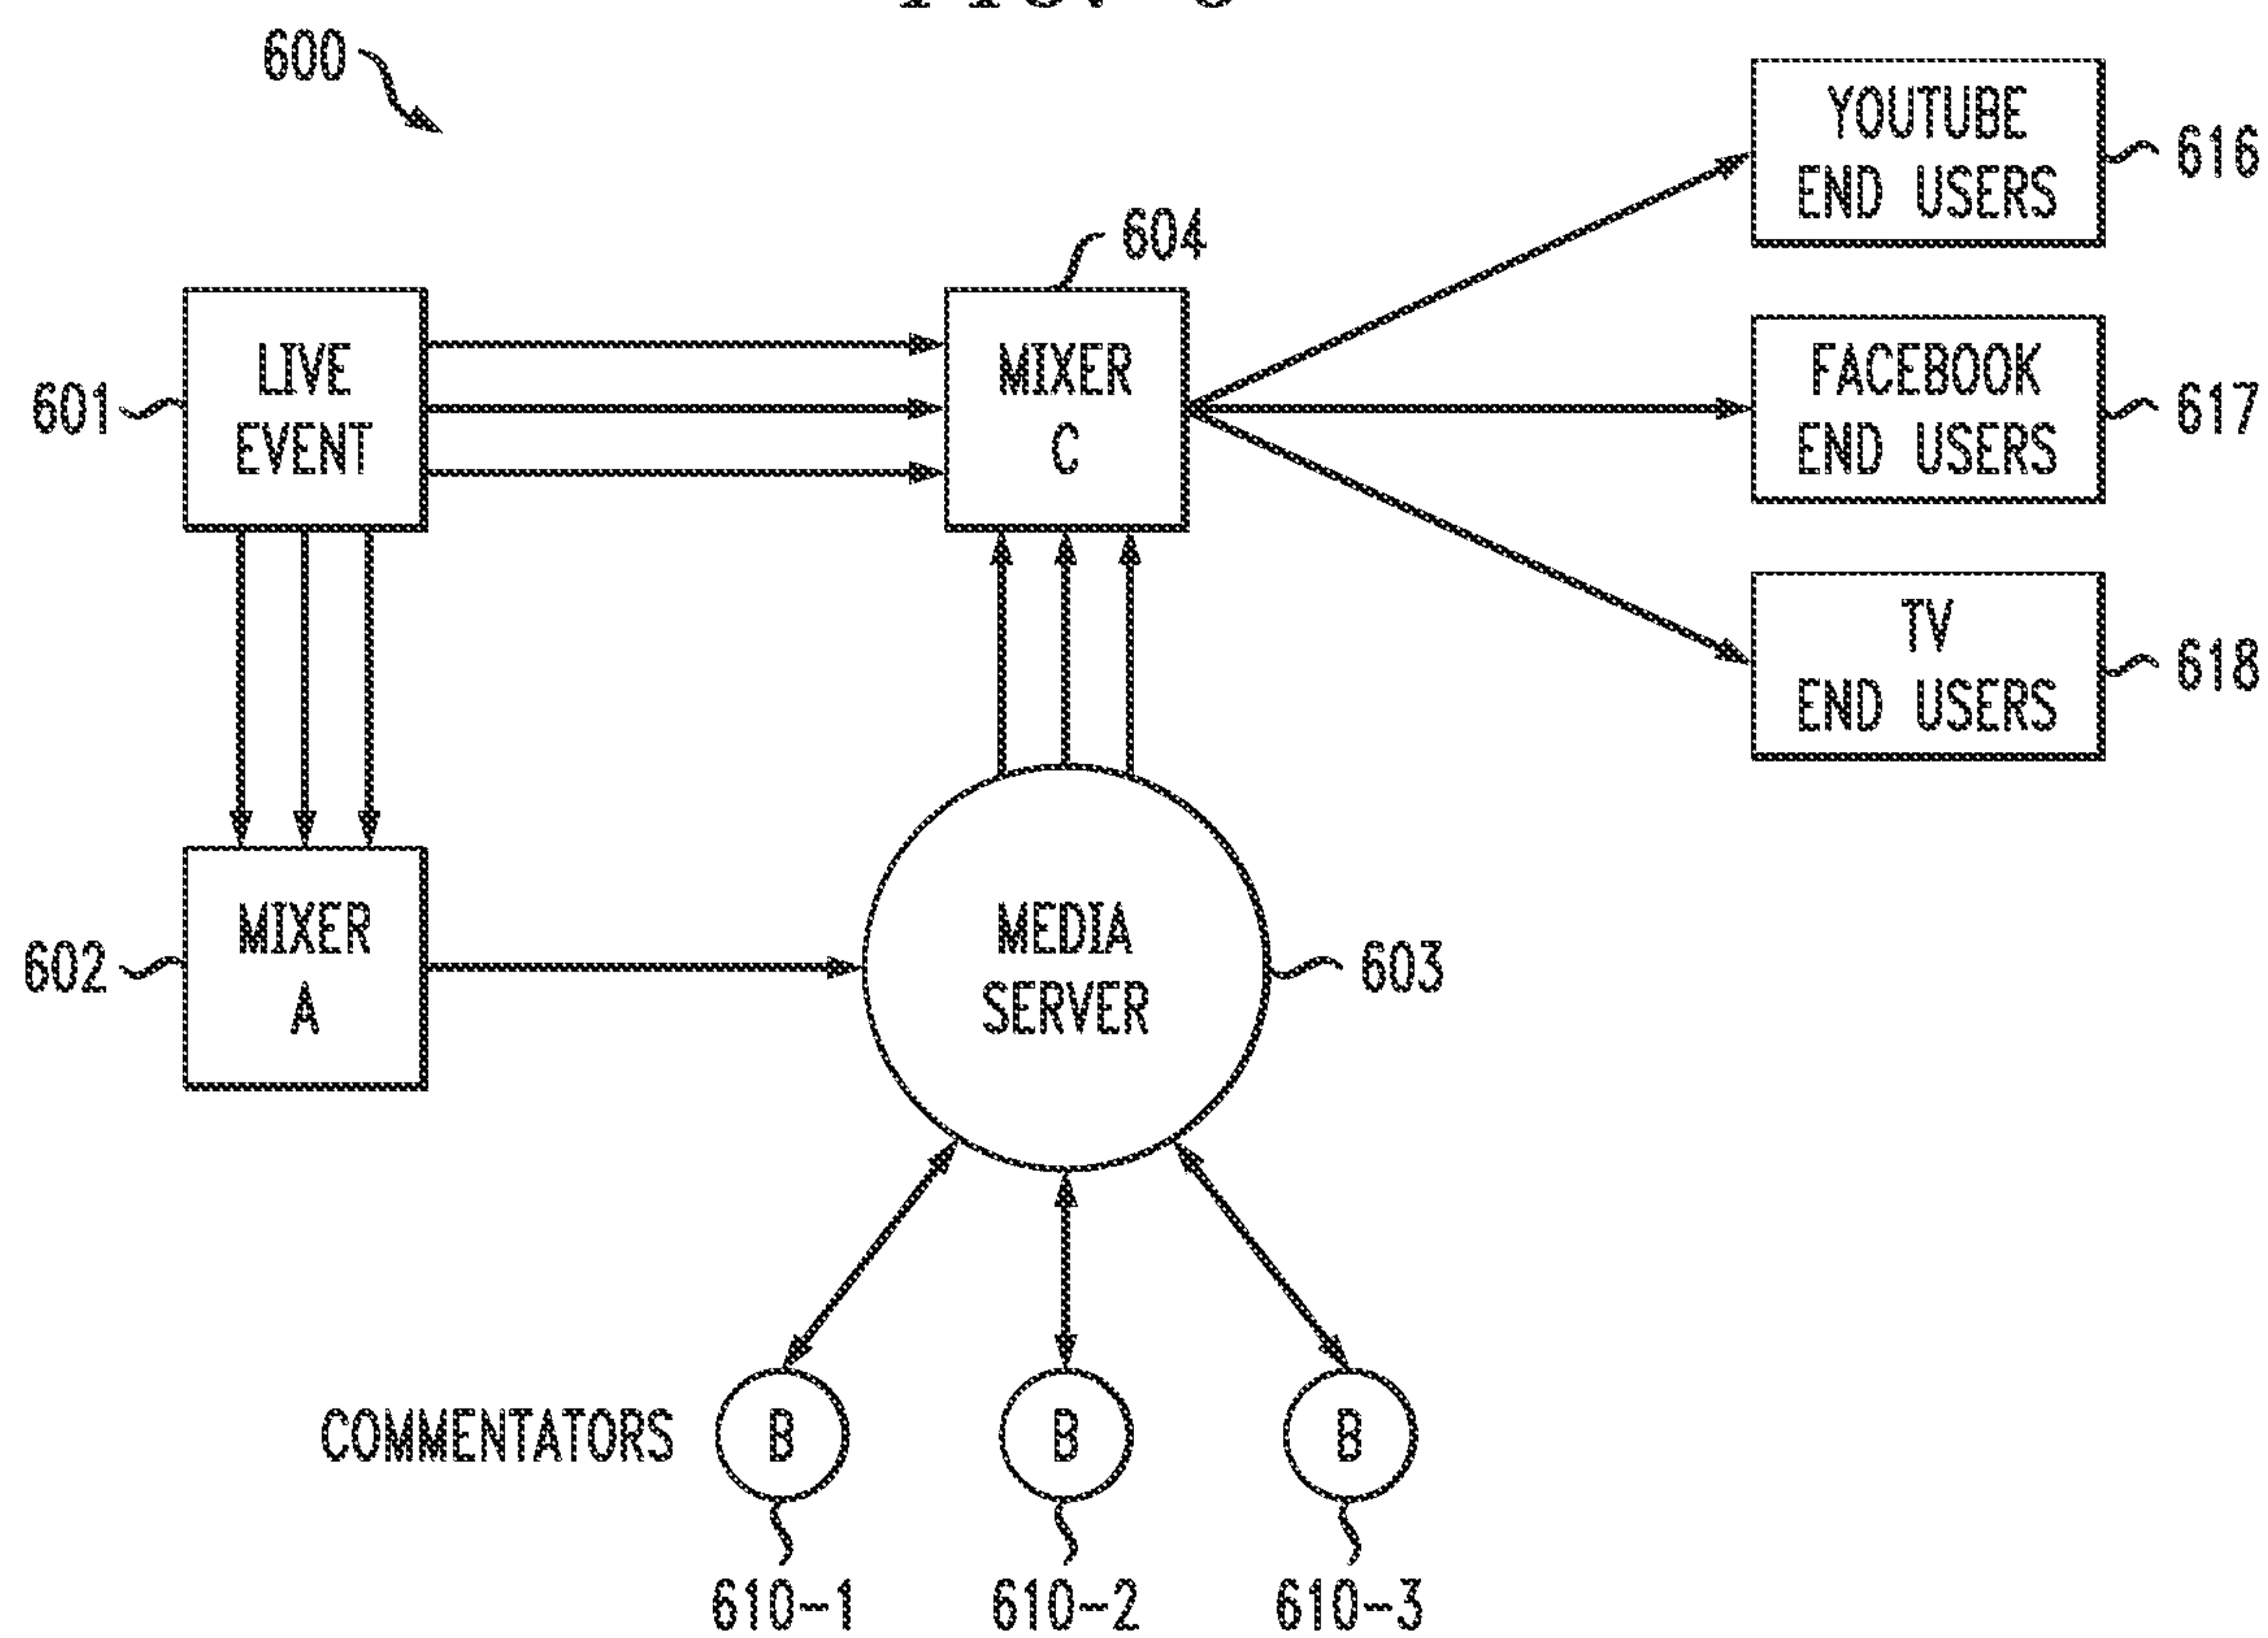 600
YOUTUBE
END USERS
616
604
LIVE
EVENT
601
MIXER
C
FACEBOOK
END USERS
617
TV
END USERS
618
MIXER
A
602
MEDIA
SERVER
603
COMMENTATORS
B
B
B
610-1
610-2
610-3